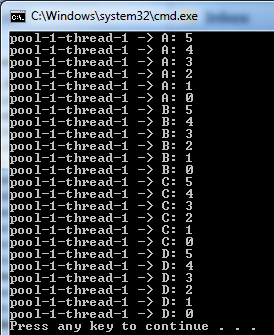 C:\Windows\system32\cmd.exe
pool-1-thread-1 -> A: 5
pool-1-thread-1 -> A: 4
pool-1-thread-1 -> A: 3
pool-1-thread-1 -> A: 2
pool-1-thread-1 -> A: 1
pool-1-thread-1 -> A: 0
pool-1-thread-1 -> B: 5
pool-1-thread-1 -> B: 4
pool-1-thread-1 -> B: 3
pool-1-thread-1 -> B: 2
pool-1-thread-1 -> B: 1
pool-1-thread-1 -> B: 0
pool-1-thread-1 -> C: 5
pool-1-thread-1 -> C: 4
pool-1-thread-1 -> C: 3
pool-1-thread-1 -> C: 2
pool-1-thread-1 -> C: 1
pool-1-thread-1 -> C: 0
pool-1-thread-1 -> D: 5
pool-1-thread-1 -> D: 4
pool-1-thread-1 -> D: 3
pool-1-thread-1 -> D: 2
pool-1-thread-1 -> D: 1
pool-1-thread-1 -> D: 0
Press any key to continue . . .